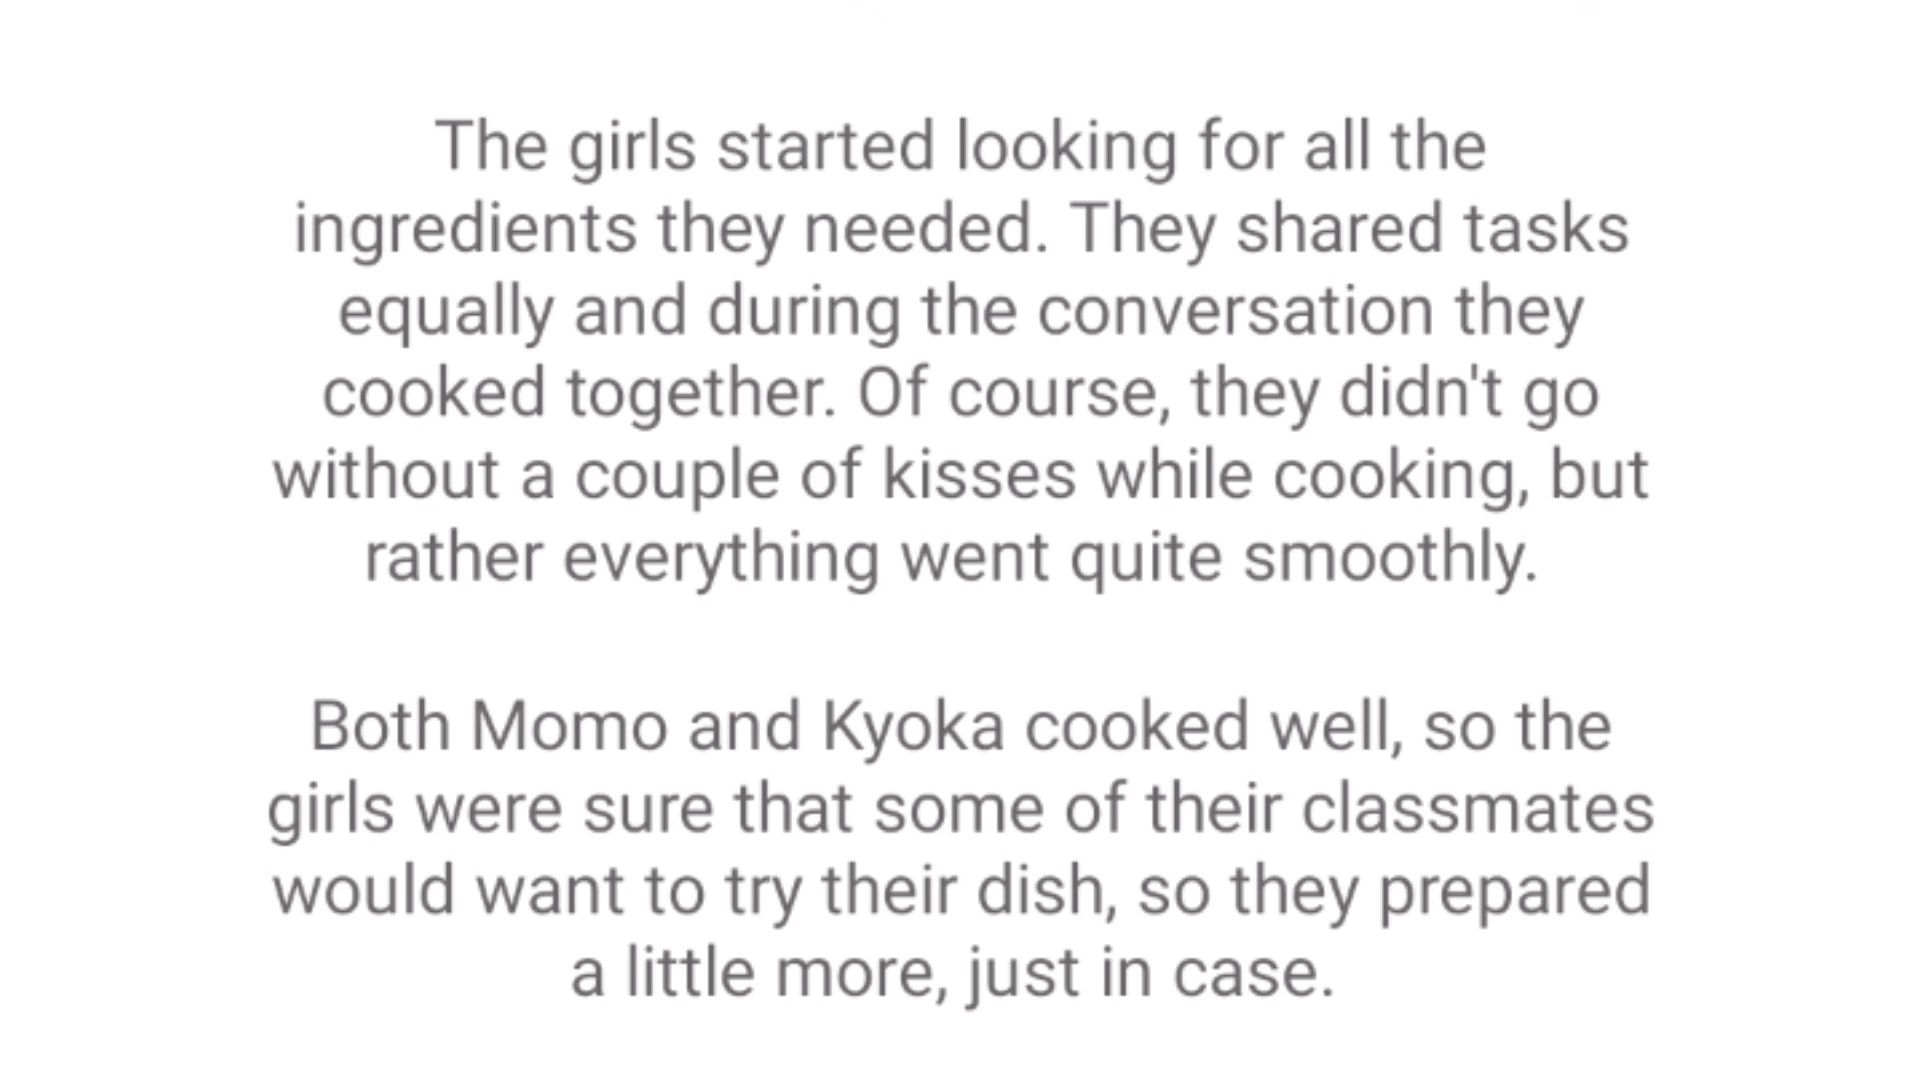 The girls started looking for all the
ingredients they needed. They shared tasks
equally and during the conversation they
cooked together. Of course, they didn't go
without a couple of kisses while cooking, but
rather everything went quite smoothly.
Both Momo and Kyoka cooked well, so the
girls were sure that some of their classmates
would want to try their dish, so they prepared
a little more, just in case.